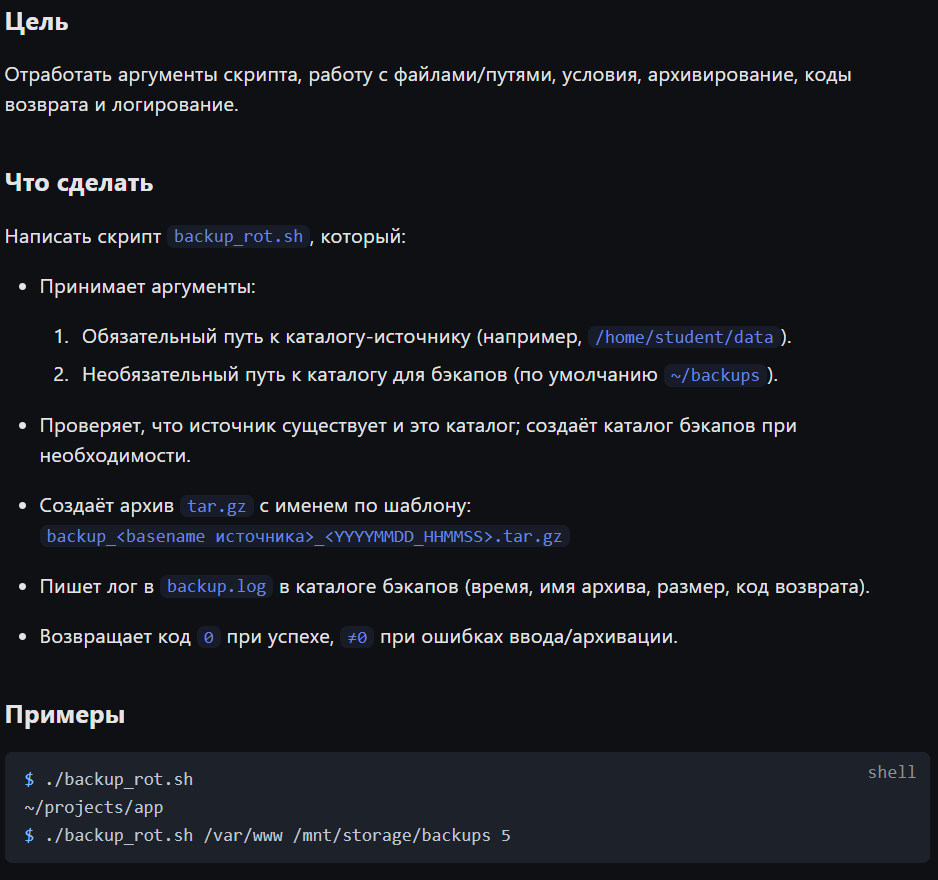 Цель
Отработать аргументы скрипта, работу с файлами/путями, условия, архивирование, коды
возврата и логирование.
Что сделать
Написать скрипт backup_rot.sh, который:
• Принимает аргументы:
1. Обязательный путь к каталогу-источнику (например, /home/student/data).
2. Необязательный путь к каталогу для бэкапов (по умолчанию ~/backups).
• Проверяет, что источник существует и это каталог; создаёт каталог бэкапов при
необходимости.
• Создаёт архив tar.gz с именем по шаблону:
backup_<basename источника>_<YYYYMMDD_HHMMSS>.tar.gz
• Пишет лог в backup.log в каталоге бэкапов (время, имя архива, размер, код возврата).
• Возвращает код 0 при успехе, ≠0 при ошибках ввода/архивации.
Примеры
shell
$ ./backup_rot.sh
~/projects/app
$ ./backup_rot.sh /var/www /mnt/storage/backups 5